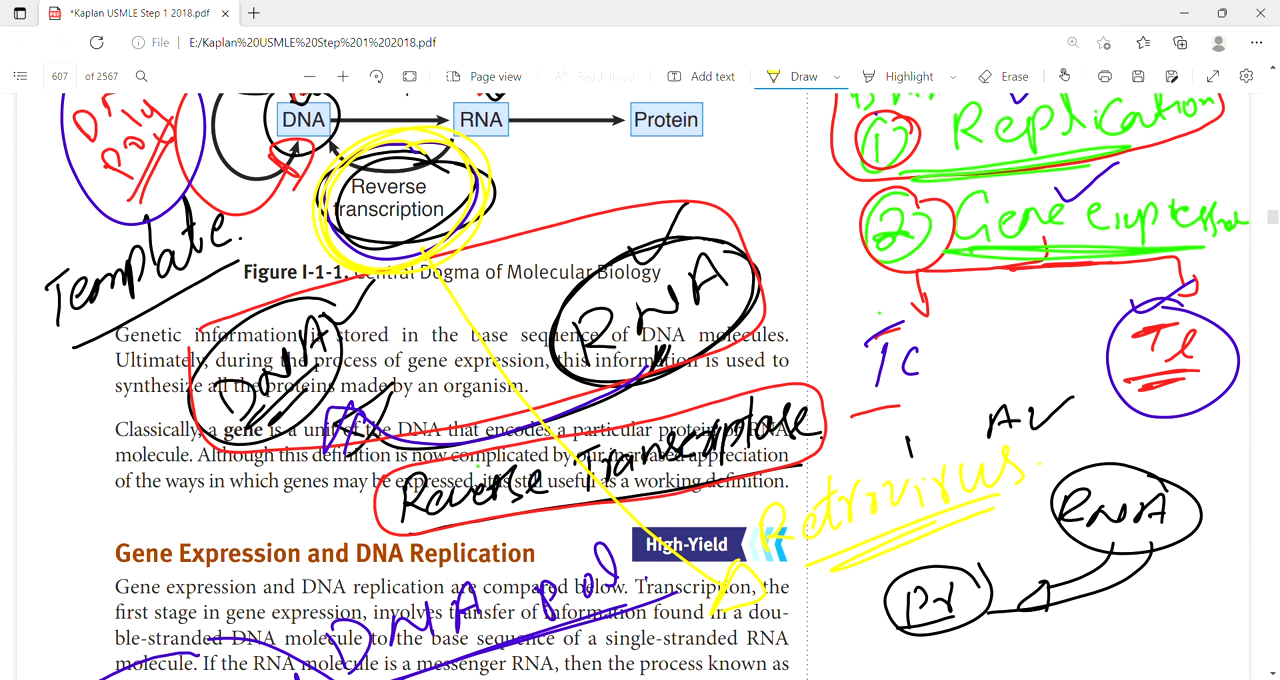 *Kaplan USMLE Step 1 2018.pdf
File E:/Kaplan%20USMLE%20Step%201%202018.pdf
607 of 2567 Page view Read aloud Add text Draw Highlight Erase
DNA RNA Protein
Reverse
transcription
Poly
Template.
Figure I-1-1. Central Dogma of Molecular Biology
DNA
RNA
Genetic information is stored in the base sequence of DNA molecules.
Ultimately, during the process of gene expression, this information is used to
synthesize all the proteins made by an organism.
Classically, a gene is a unit of the DNA that encodes a particular protein or RNA
molecule. Although this definition is now complicated by our increased appreciation
of the ways in which genes may be expressed, it is still useful as a working definition.
Reverse Transcriptase.
High-Yield
Gene Expression and DNA Replication
Gene expression and DNA replication are compared below. Transcription, the
first stage in gene expression, involves transfer of information found in a dou-
ble-stranded DNA molecule to the base sequence of a single-stranded RNA
molecule. If the RNA molecule is a messenger RNA, then the process known as
DNA Pol
1) Replication
2) Gene
Tc
Tl
Retrovirus.
RNA
Pr